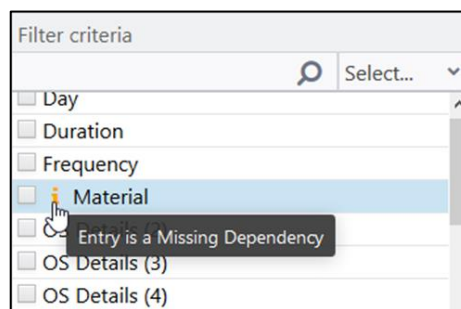 Filter criteria
Select...
Day
Duration
Frequency
Material
Entry is a Missing Dependency
OS Details (3)
OS Details (4)